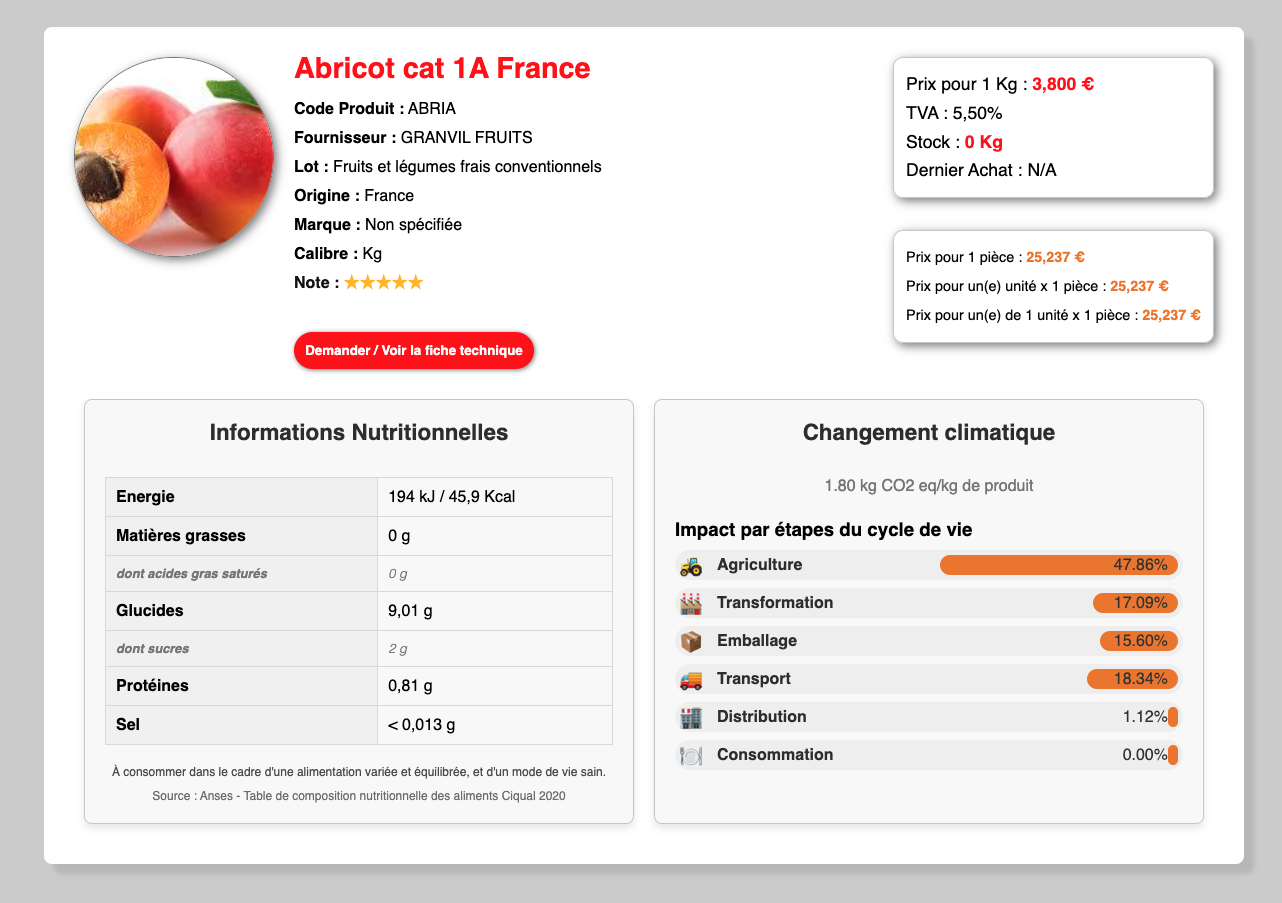 Abricot cat 1A France
Code Produit : ABRIA
Fournisseur : GRANVIL FRUITS
Lot : Fruits et légumes frais conventionnels
Origine : France
Marque : Non spécifiée
Calibre : Kg
Note : ★★★★★
Demander / Voir la fiche technique
Prix pour 1 Kg : 3,800 €
TVA : 5,50%
Stock : 0 Kg
Dernier Achat : N/A
Prix pour 1 pièce : 25,237 €
Prix pour un(e) unité x 1 pièce : 25,237 €
Prix pour un(e) de 1 unité x 1 pièce : 25,237 €
Informations Nutritionnelles
Energie 194 kJ / 45,9 Kcal
Matières grasses 0 g
dont acides gras saturés 0 g
Glucides 9,01 g
dont sucres 2 g
Protéines 0,81 g
Sel < 0,013 g
À consommer dans le cadre d'une alimentation variée et équilibrée, et d'un mode de vie sain.
Source : Anses - Table de composition nutritionnelle des aliments Ciqual 2020
Changement climatique
1.80 kg CO2 eq/kg de produit
Impact par étapes du cycle de vie
Agriculture 47.86%
Transformation 17.09%
Emballage 15.60%
Transport 18.34%
Distribution 1.12%
Consommation 0.00%